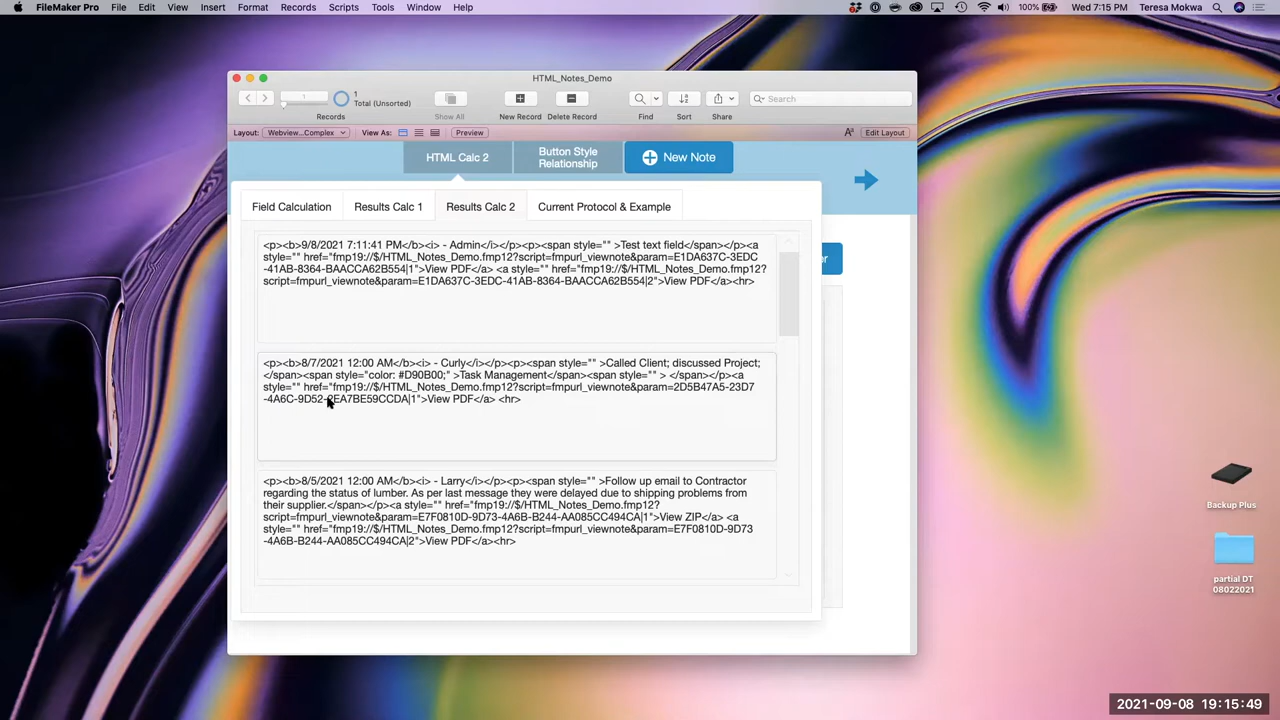 FileMaker Pro File Edit View Insert Format Records Scripts Tools Window Help 100% Wed 7:15 PM Teresa Mokwa
HTML_Notes_Demo
1
1
Total (Unsorted)
Search
Records Show All New Record Delete Record Find Sort Share
Layout: Webview...Complex View As: Preview Edit Layout
HTML Calc 2
Button Style
Relationship
New Note
Field Calculation Results Calc 1 Results Calc 2 Current Protocol & Example
<p><b>9/8/2021 7:11:41 PM</b><i> - Admin</i></p><p><span style="" >Test text field</span></p><a
style="" href="fmp19://$/HTML_Notes_Demo.fmp12?script=fmpurl_viewnote&param=E1DA637C-3EDC
-41AB-8364-BAACCA62B554|1">View PDF</a> <a style="" href="fmp19://$/HTML_Notes_Demo.fmp12?
script=fmpurl_viewnote&param=E1DA637C-3EDC-41AB-8364-BAACCA62B554|2">View PDF</a><hr>
<p><b>8/7/2021 12:00 AM</b><i> - Curly</i></p><p><span style="" >Called Client; discussed Project;
</span><span style="color: #D90B00;" >Task Management</span><span style="" > </span></p><a
style="" href="fmp19://$/HTML_Notes_Demo.fmp12?script=fmpurl_viewnote&param=2D5B47A5-23D7
-4A6C-9D52-2EA7BE59CCDA|1">View PDF</a> <hr>
<p><b>8/5/2021 12:00 AM</b><i> - Larry</i></p><p><span style="" >Follow up email to Contractor
regarding the status of lumber. As per last message they were delayed due to shipping problems from
their supplier.</span></p><a style="" href="fmp19://$/HTML_Notes_Demo.fmp12?
script=fmpurl_viewnote&param=E7F0810D-9D73-4A6B-B244-AA085CC494CA|1">View ZIP</a> <a
style="" href="fmp19://$/HTML_Notes_Demo.fmp12?script=fmpurl_viewnote&param=E7F0810D-9D73
-4A6B-B244-AA085CC494CA|2">View PDF</a><hr>
Backup Plus
partial DT
08022021
2021-09-08 19:15:49